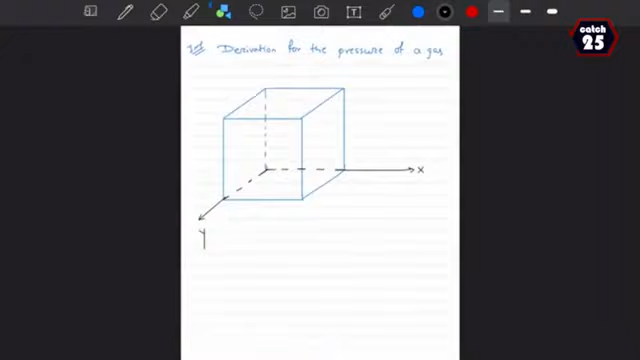 Derivation for the pressure of a gas
catch
25
x
y